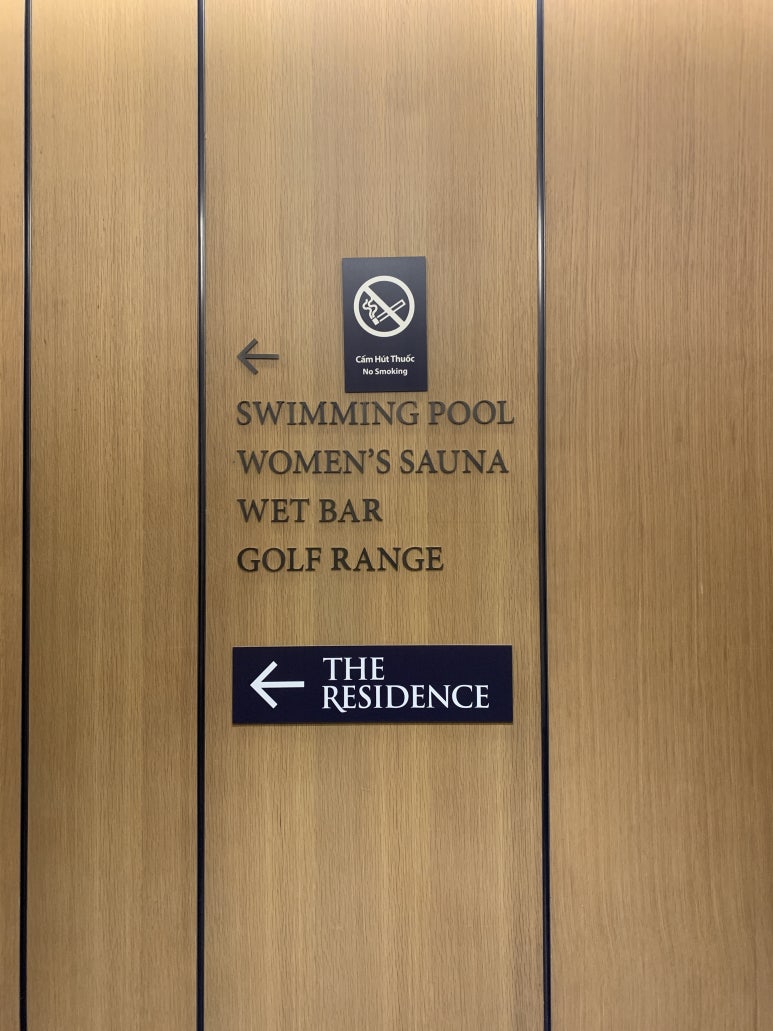 Cấm Hút Thuốc
No Smoking
SWIMMING POOL
WOMEN'S SAUNA
WET BAR
GOLF RANGE
THE
RESIDENCE